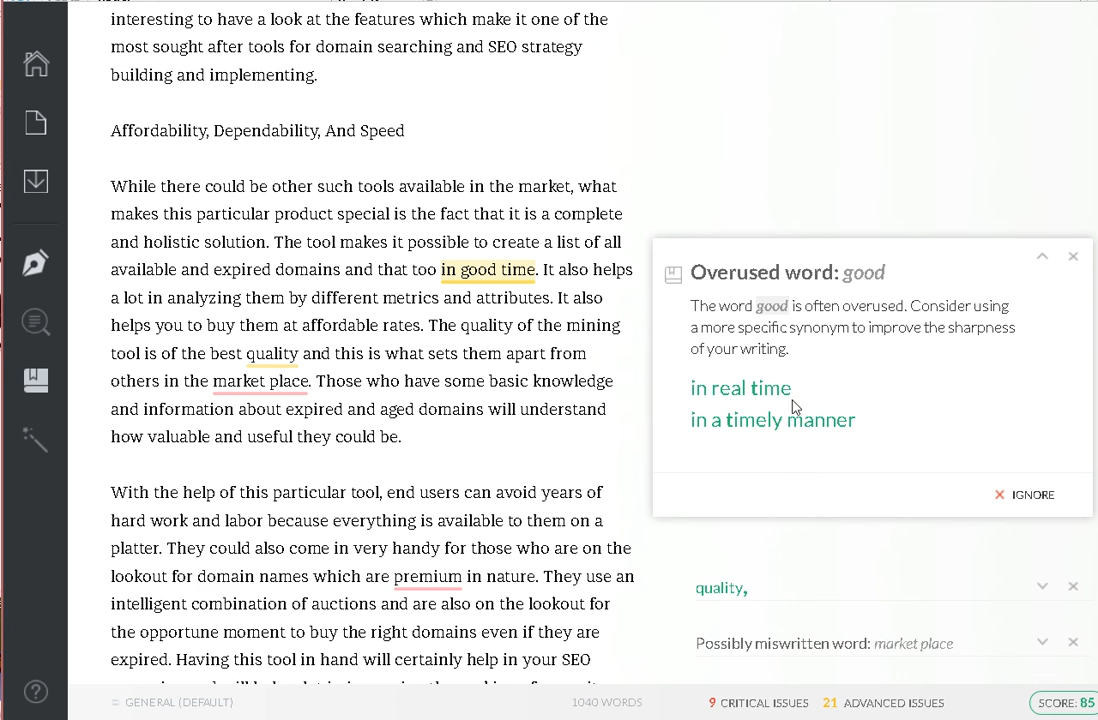 interesting to have a look at the features which make it one of the
most sought after tools for domain searching and SEO strategy
building and implementing.
Affordability, Dependability, And Speed
While there could be other such tools available in the market, what
makes this particular product special is the fact that it is a complete
and holistic solution. The tool makes it possible to create a list of all
available and expired domains and that too in good time. It also helps
a lot in analyzing them by different metrics and attributes. It also
helps you to buy them at affordable rates. The quality of the mining
tool is of the best quality and this is what sets them apart from
others in the market place. Those who have some basic knowledge
and information about expired and aged domains will understand
how valuable and useful they could be.
With the help of this particular tool, end users can avoid years of
hard work and labor because everything is available to them on a
platter. They could also come in very handy for those who are on the
lookout for domain names which are premium in nature. They use an
intelligent combination of auctions and are also on the lookout for
the opportune moment to buy the right domains even if they are
expired. Having this tool in hand will certainly help in your SEO
Overused word: good
The word good is often overused. Consider using
a more specific synonym to improve the sharpness
of your writing.
in real time
in a timely manner
IGNORE
quality,
Possibly miswritten word: market place
GENERAL (DEFAULT)
1040 WORDS
9 CRITICAL ISSUES
21 ADVANCED ISSUES
SCORE: 85